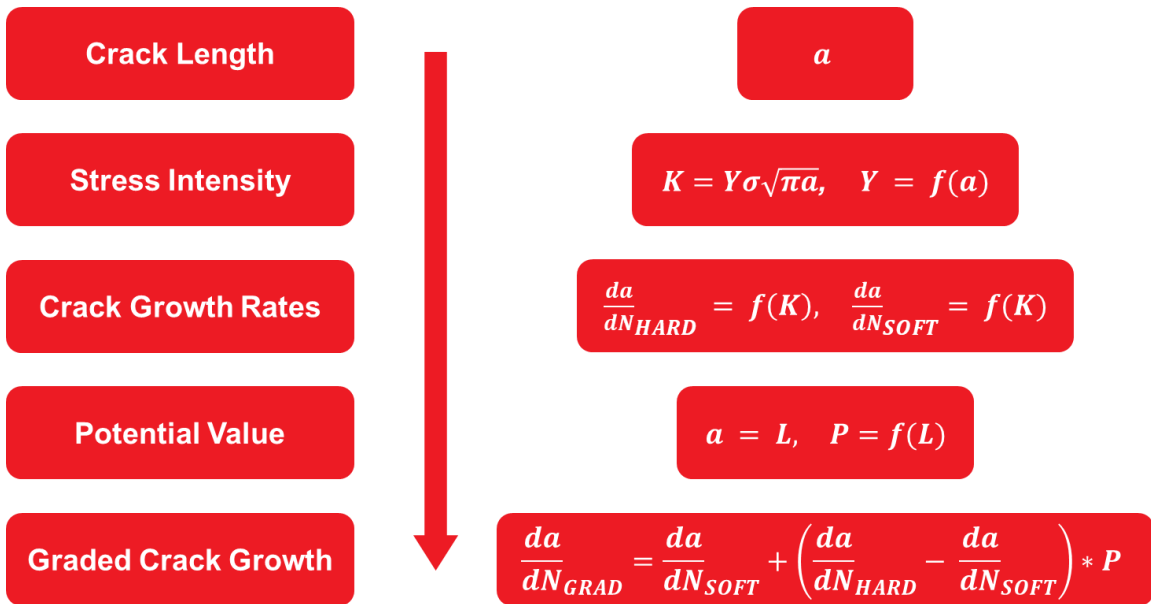 Crack Length
a
Stress Intensity
K = Yσ√πa, Y = f(a)
Crack Growth Rates
da/dN_HARD = f(K), da/dN_SOFT = f(K)
Potential Value
a = L, P = f(L)
Graded Crack Growth
da/dN_GRAD = da/dN_SOFT + (da/dN_HARD − da/dN_SOFT) * P